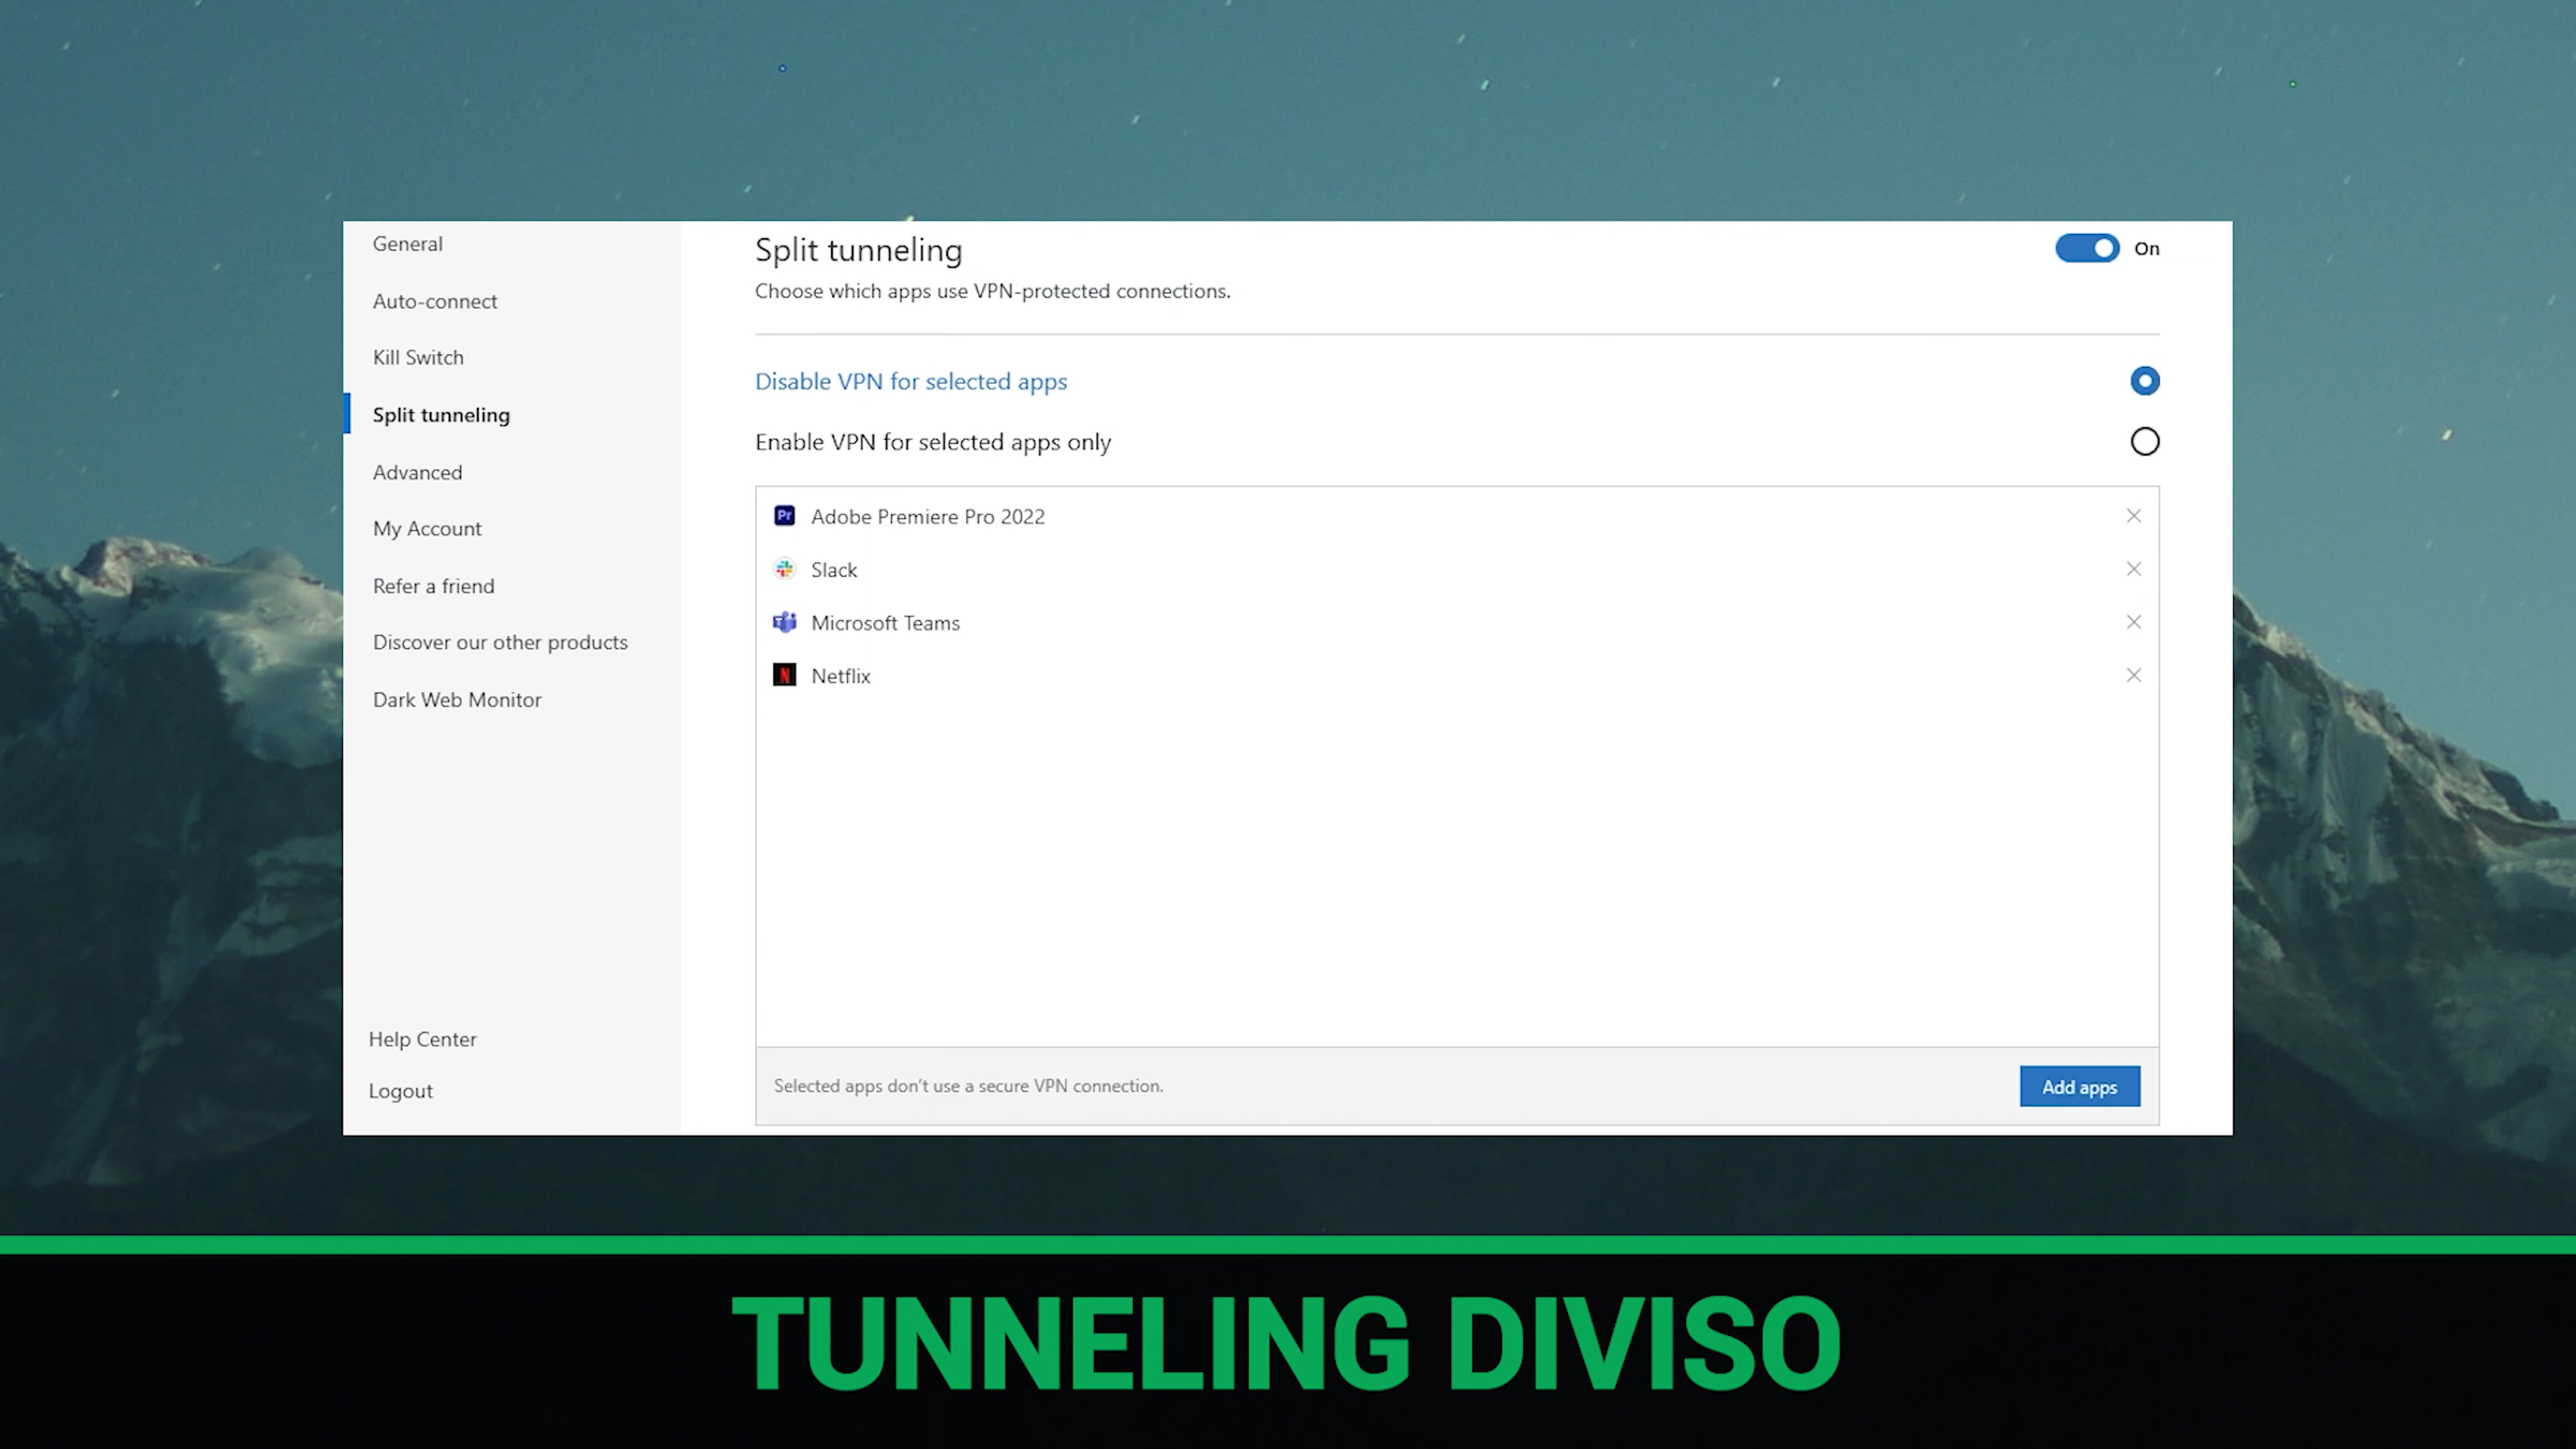 General
Auto-connect
Kill Switch
Split tunneling
Advanced
My Account
Refer a friend
Discover our other products
Dark Web Monitor
Help Center
Logout
Split tunneling
On
Choose which apps use VPN-protected connections.
Disable VPN for selected apps
Enable VPN for selected apps only
Pr Adobe Premiere Pro 2022
Slack
Microsoft Teams
N Netflix
Selected apps don't use a secure VPN connection.
Add apps
TUNNELING DIVISO